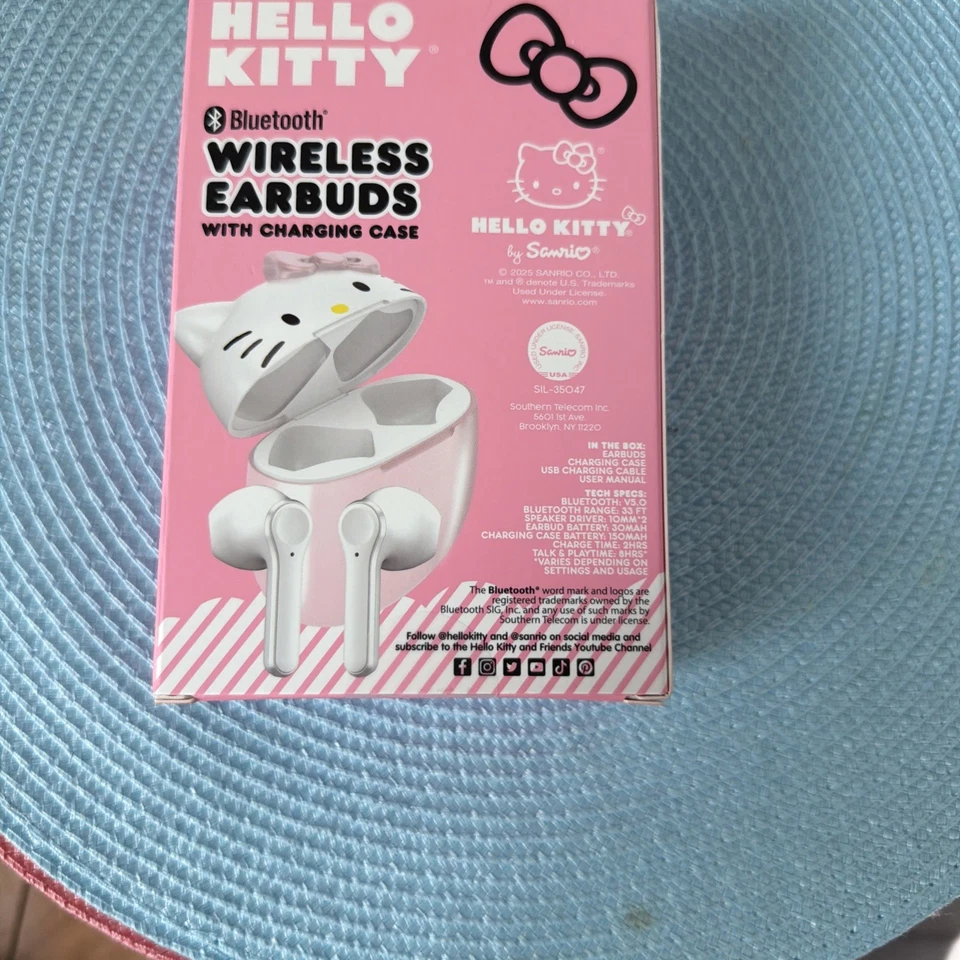 HELLO
KITTY®
Bluetooth®
WIRELESS
EARBUDS
WITH CHARGING CASE
HELLO KITTY®
by Sanrio®
© 2025 SANRIO CO., LTD.
TM and ® denote U.S. Trademarks
Used Under License.
www.sanrio.com
USED UNDER LICENSE SANRIO, INC.
Sanrio
USA
SIL-35047
Southern Telecom Inc.
5601 1st Ave.
Brooklyn, NY 11220
IN THE BOX:
EARBUDS
CHARGING CASE
USB CHARGING CABLE
USER MANUAL
TECH SPECS:
BLUETOOTH: V5.0
BLUETOOTH RANGE: 33 FT
SPEAKER DRIVER: 10MM*2
EARBUD BATTERY: 30MAH
CHARGING CASE BATTERY: 150MAH
CHARGE TIME: 2HRS
TALK & PLAYTIME: 8HRS*
*VARIES DEPENDING ON
SETTINGS AND USAGE
The Bluetooth® word mark and logos are
registered trademarks owned by the
Bluetooth SIG, Inc. and any use of such marks by
Southern Telecom is under license.
Follow @hellokitty and @sanrio on social media and
subscribe to the Hello Kitty and Friends Youtube Channel